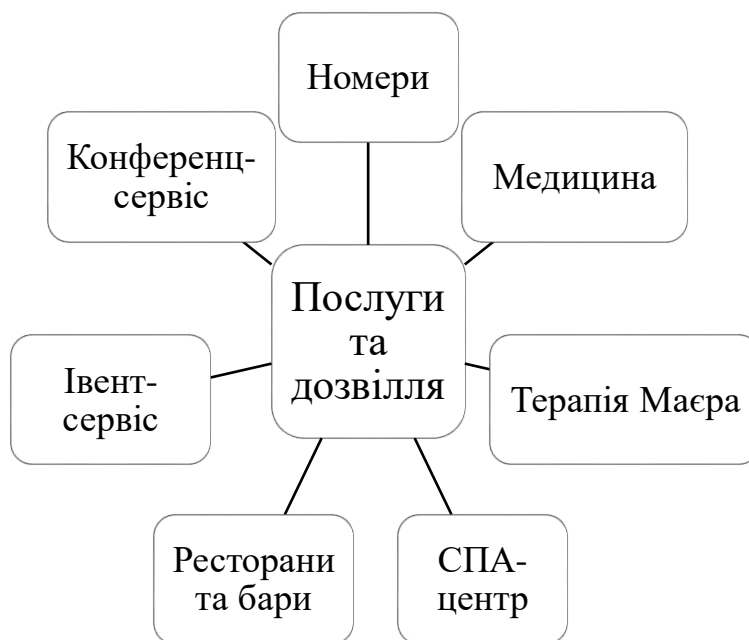 Номери
Конференц-
сервіс
Медицина
Послуги
та
дозвілля
Івент-
сервіс
Терапія Маєра
Ресторани
та бари
СПА-
центр